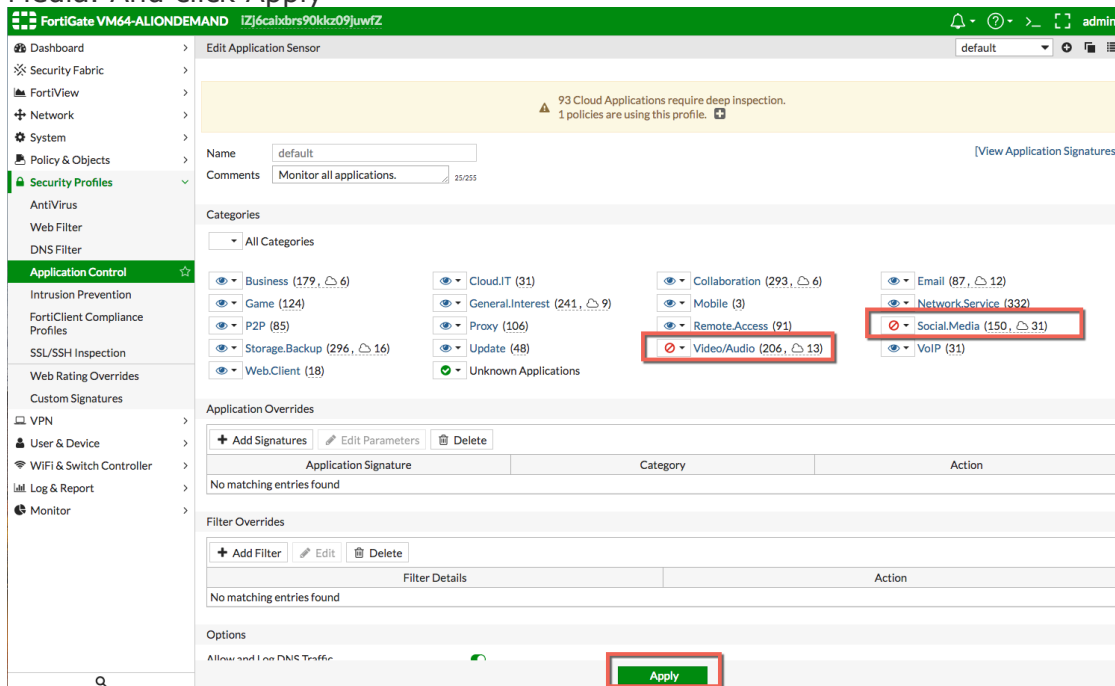 Media. And click Apply
FortiGate VM64-ALIONDEMAND iZj6caixbrs90kkz09juwfZ
>_ admin
Dashboard
Security Fabric
FortiView
Network
System
Policy & Objects
Security Profiles
AntiVirus
Web Filter
DNS Filter
Application Control
Intrusion Prevention
FortiClient Compliance
Profiles
SSL/SSH Inspection
Web Rating Overrides
Custom Signatures
VPN
User & Device
WiFi & Switch Controller
Log & Report
Monitor
Edit Application Sensor
default
93 Cloud Applications require deep inspection.
1 policies are using this profile.
Name default
[View Application Signatures
Comments Monitor all applications. 25/255
Categories
All Categories
Business (179, 6) Cloud.IT (31) Collaboration (293, 6) Email (87, 12)
Game (124) General.Interest (241, 9) Mobile (3) Network.Service (332)
P2P (85) Proxy (106) Remote.Access (91) Social.Media (150, 31)
Storage.Backup (296, 16) Update (48) Video/Audio (206, 13) VoIP (31)
Web.Client (18) Unknown Applications
Application Overrides
Add Signatures Edit Parameters Delete
Application Signature Category Action
No matching entries found
Filter Overrides
Add Filter Edit Delete
Filter Details Action
No matching entries found
Options
Allow and Log DNS Traffic
Apply